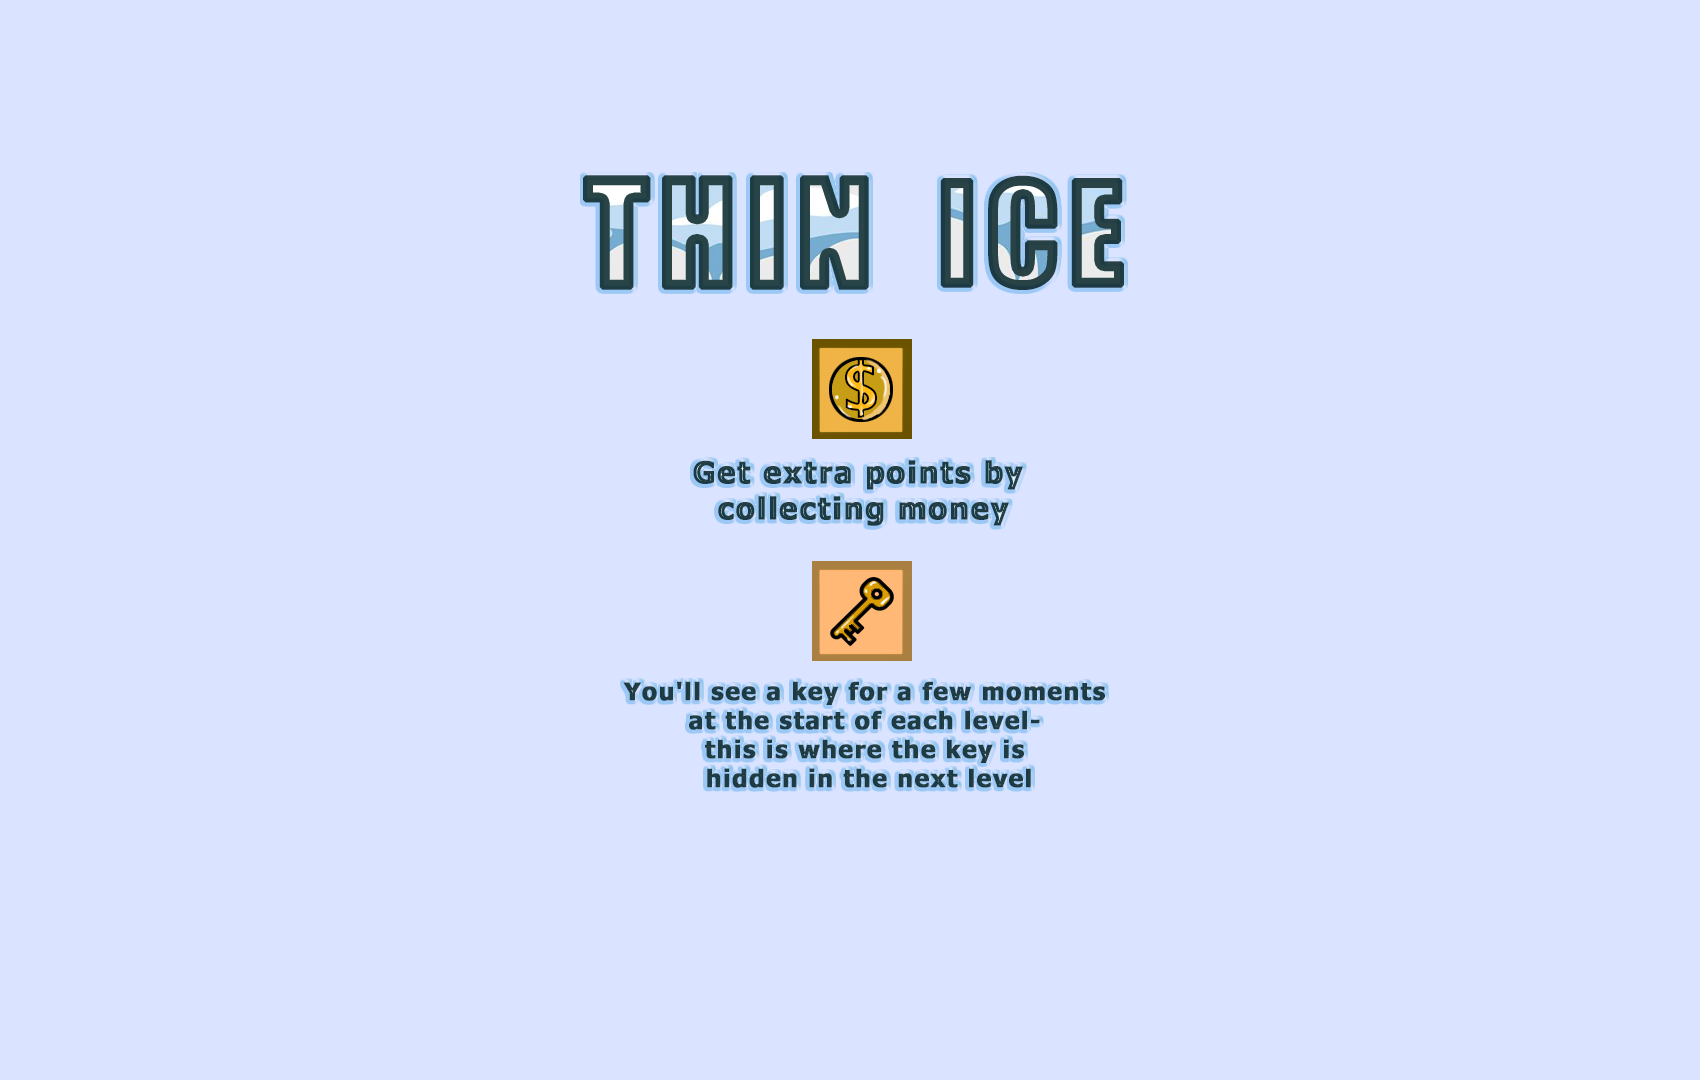 THIN ICE
$
Get extra points by
collecting money
You'll see a key for a few moments
at the start of each level-
this is where the key is
hidden in the next level